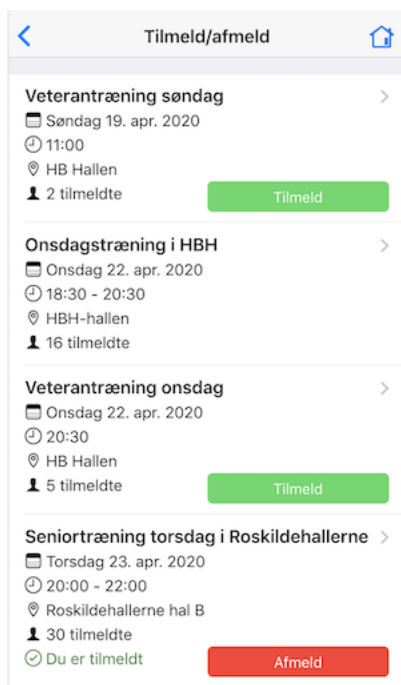 Tilmeld/afmeld
Veterantræning søndag
Søndag 19. apr. 2020
11:00
HB Hallen
2 tilmeldte
Tilmeld
Onsdagstræning i HBH
Onsdag 22. apr. 2020
18:30 - 20:30
HBH-hallen
16 tilmeldte
Veterantræning onsdag
Onsdag 22. apr. 2020
20:30
HB Hallen
5 tilmeldte
Tilmeld
Seniortræning torsdag i Roskildehallerne
Torsdag 23. apr. 2020
20:00 - 22:00
Roskildehallerne hal B
30 tilmeldte
Du er tilmeldt
Afmeld